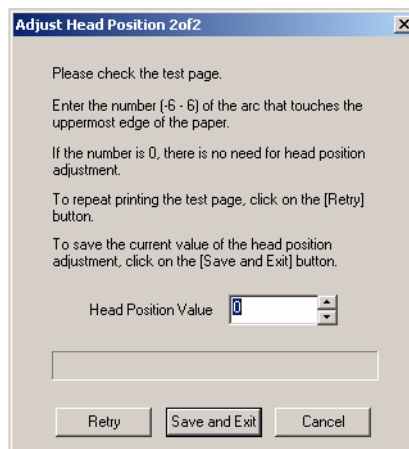 Adjust Head Position 2of2
Please check the test page.
Enter the number (-6 - 6) of the arc that touches the
uppermost edge of the paper.
If the number is 0, there is no need for head position
adjustment.
To repeat printing the test page, click on the [Retry]
button.
To save the current value of the head position
adjustment, click on the [Save and Exit] button.
Head Position Value 0
Retry Save and Exit Cancel